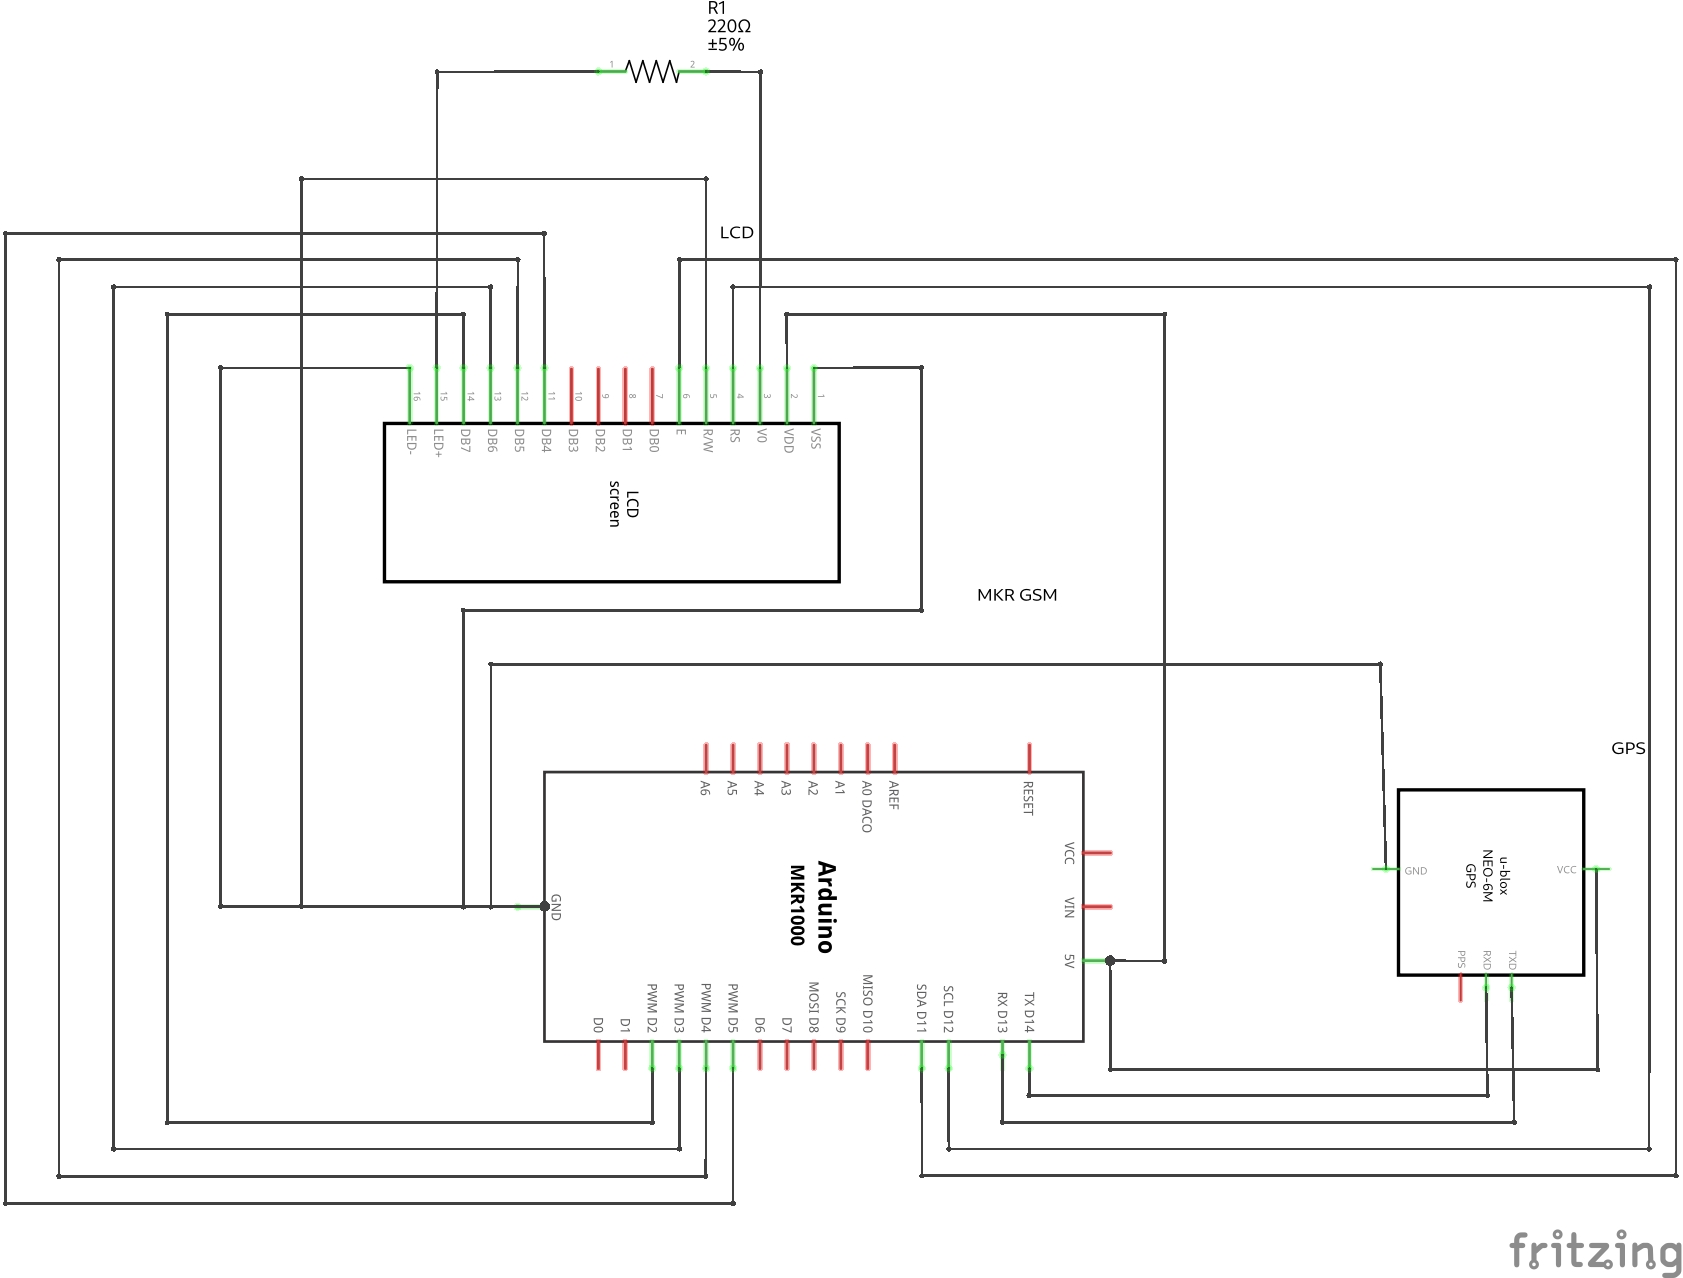 R1
220Ω
±5%
1
2
LCD
16
15
14
13
12
11
10
9
8
7
6
5
4
3
2
1
LED-
LED+
DB7
DB6
DB5
DB4
DB3
DB2
DB1
DB0
E
R/W
RS
V0
VDD
VSS
LCD
screen
MKR GSM
GPS
A6
A5
A4
A3
A2
A1
A0 DAC0
AREF
RESET
VCC
VIN
5V
GND
Arduino
MKR1000
D0
D1
PWM D2
PWM D3
PWM D4
PWM D5
D6
D7
MOSI D8
SCK D9
MISO D10
SDA D11
SCL D12
RX D13
TX D14
GND
u-blox
NEO-6M
GPS
VCC
PPS
RXD
TXD
fritzing